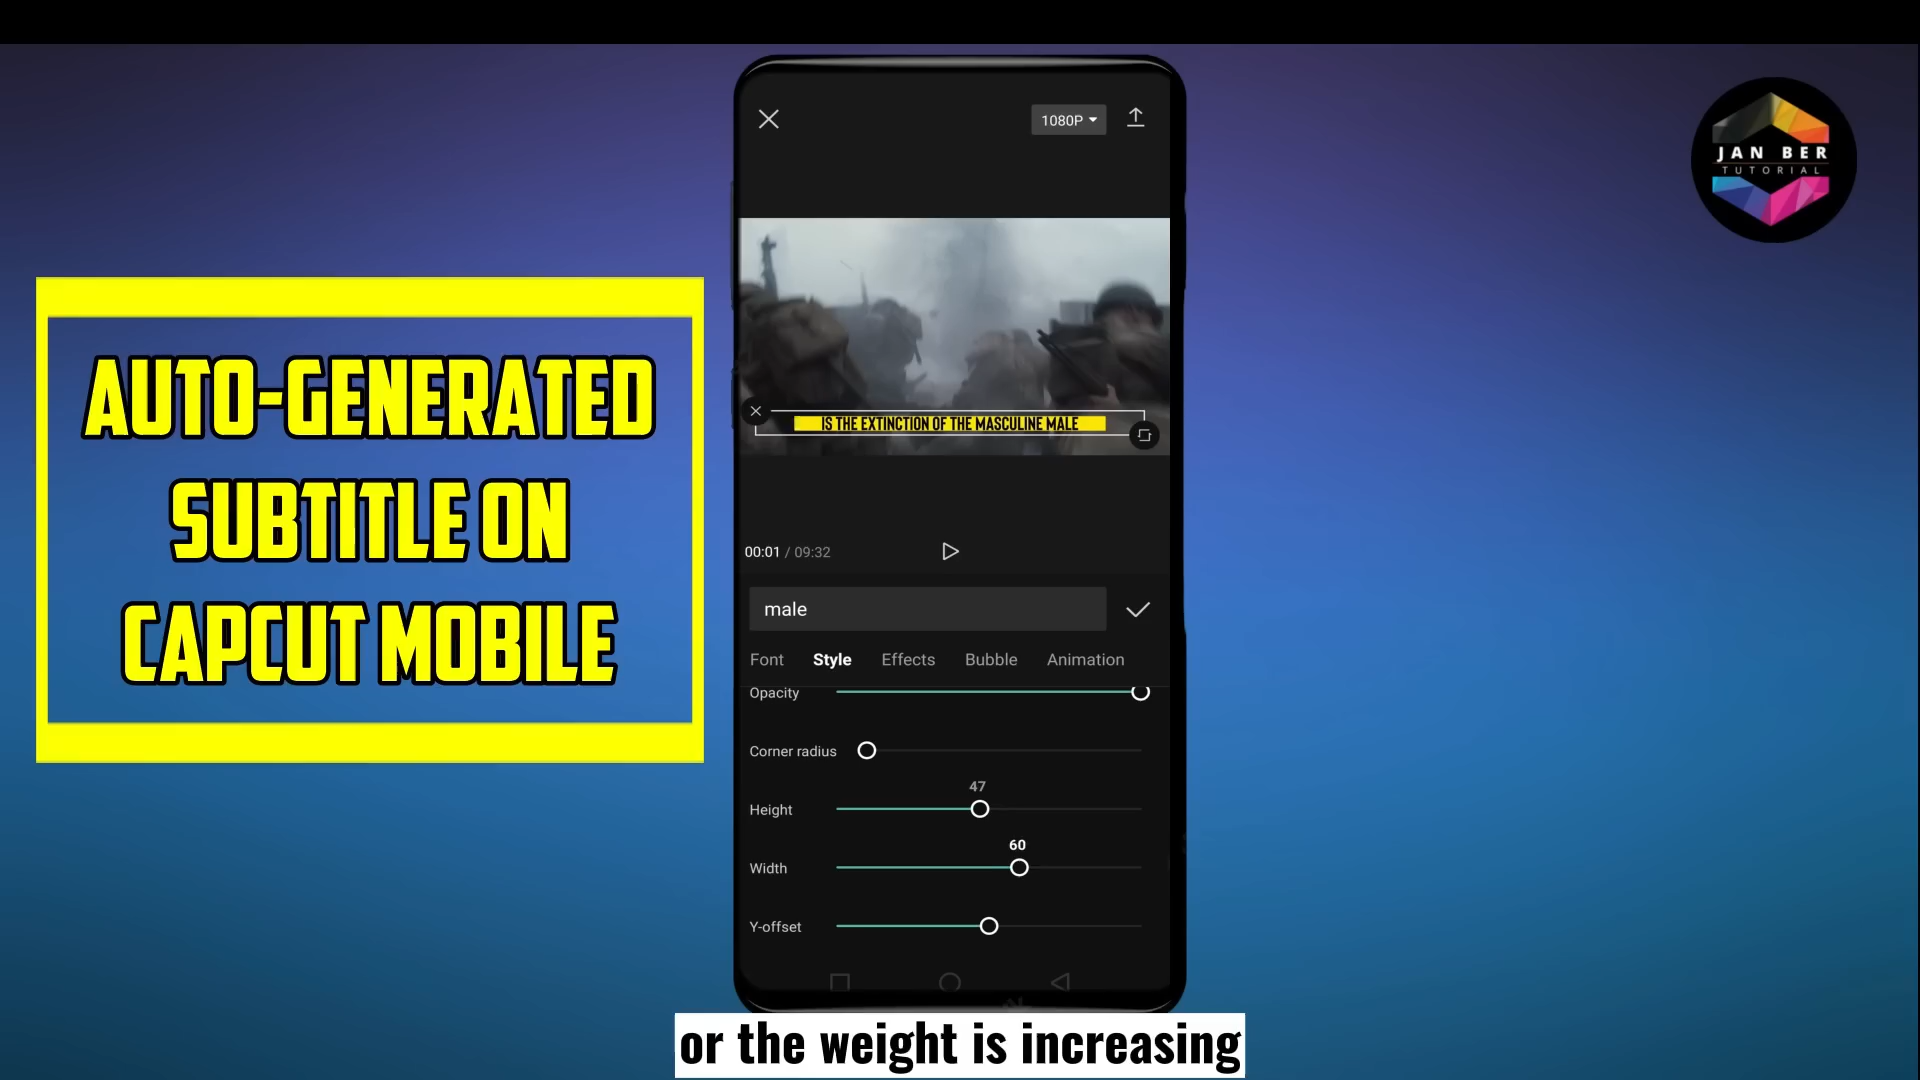 1080P
JAN BER
TUTORIAL
AUTO-GENERATED
SUBTITLE ON
CAPCUT MOBILE
IS THE EXTINCTION OF THE MASCULINE MALE
00:01 / 09:32
male
Font Style Effects Bubble Animation
Opacity
Corner radius
47
Height
60
Width
Y-offset
or the weight is increasing